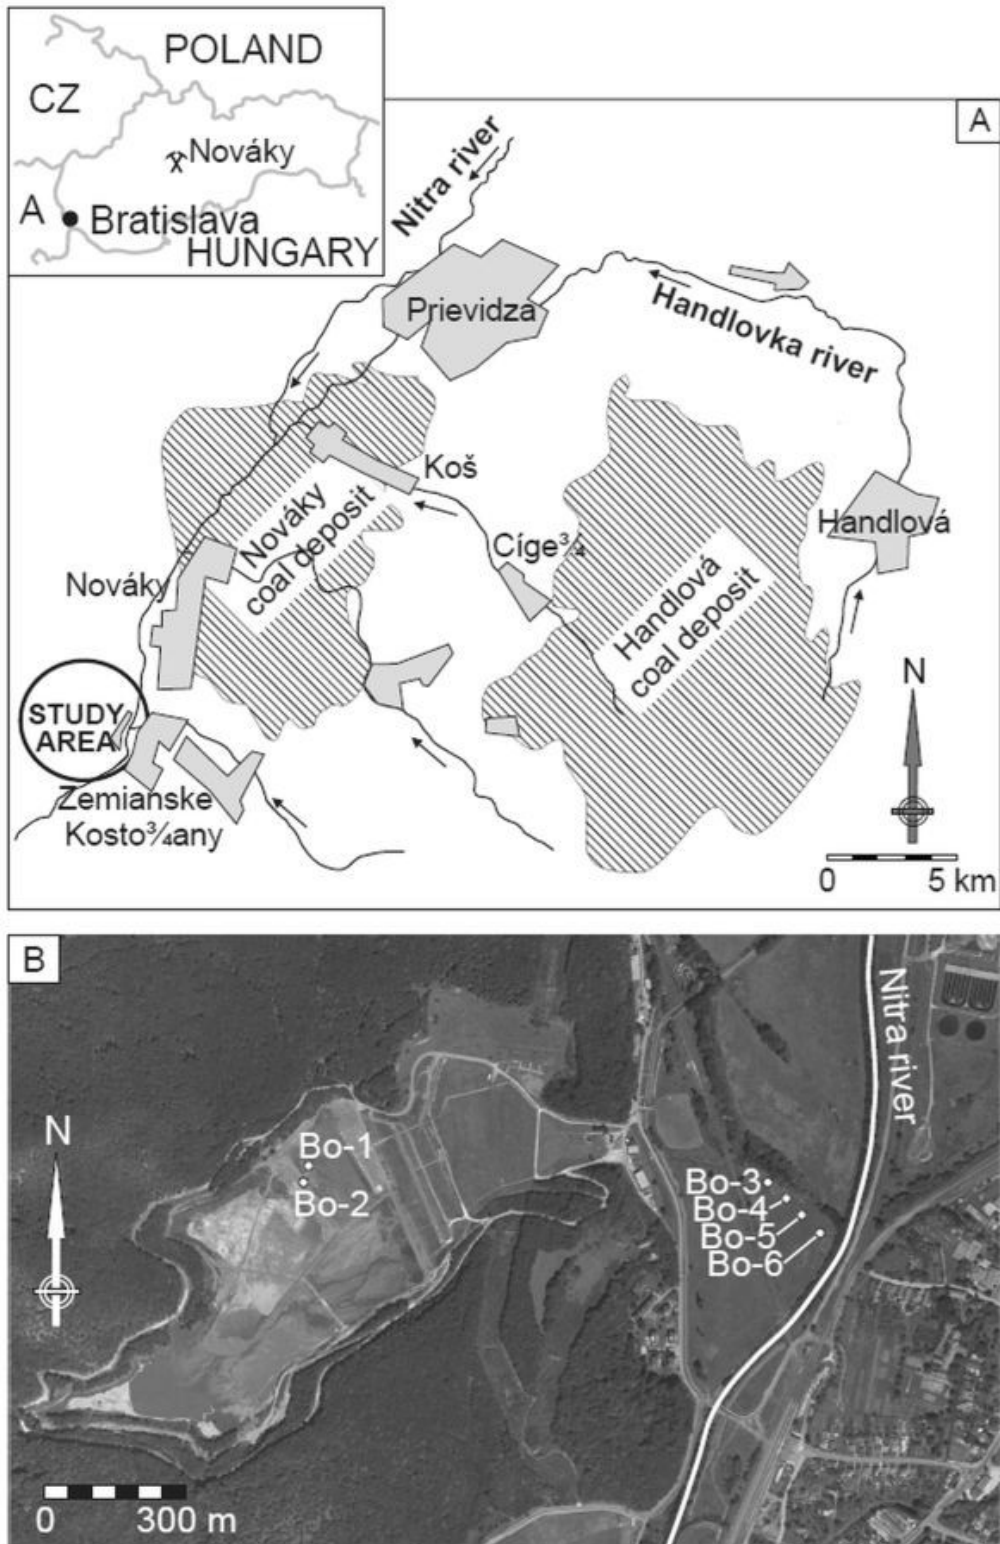 POLAND
CZ
Nováky
A
Bratislava
HUNGARY
A
Nitra river
Prievidza
Handlovka river
Koš
Nováky
coal deposit
Cíge¾
Handlová
Nováky
Handlová
coal deposit
STUDY
AREA
N
Zemianske
Kosto¾any
0 5 km
B
Nitra river
N
Bo-1
Bo-2
Bo-3
Bo-4
Bo-5
Bo-6
0 300 m